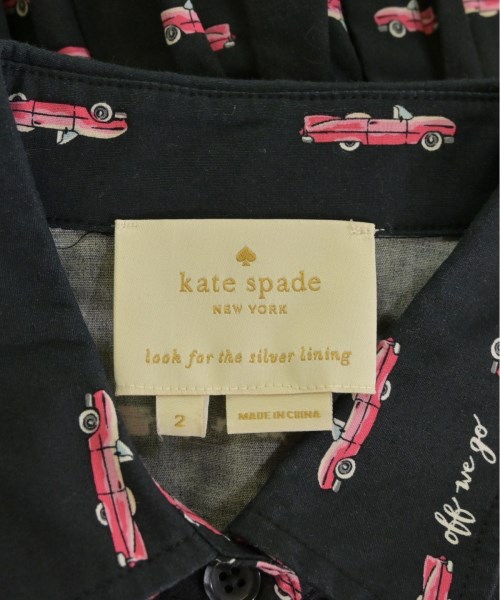 kate spade
NEW YORK
look for the silver lining
2
MADE IN CHINA
off we go